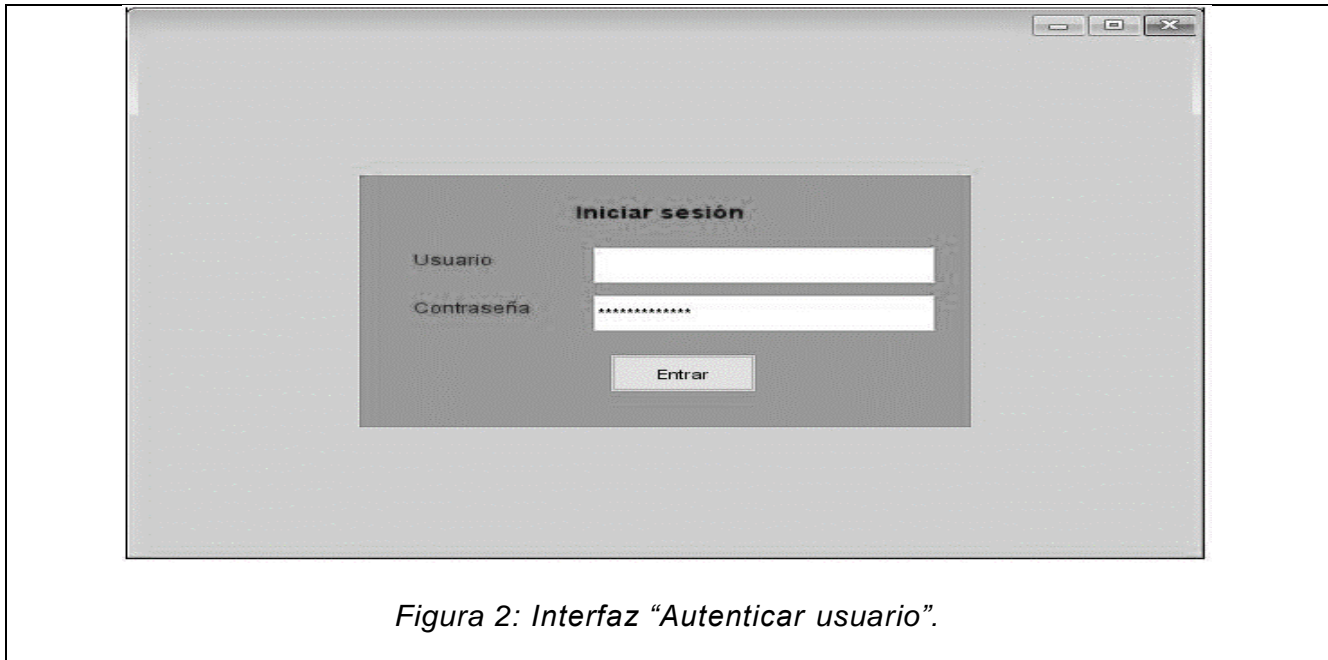 Iniciar sesión
Usuario
Contraseña
*************
Entrar
Figura 2: Interfaz “Autenticar usuario”.